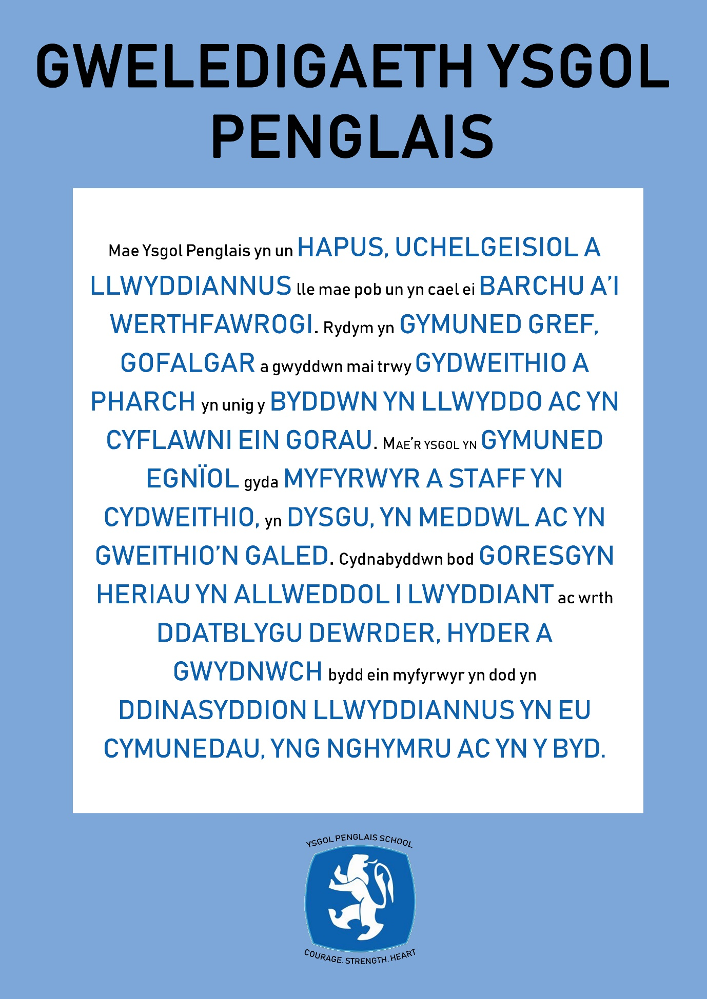 GWELEDIGAETH YSGOL
PENGLAIS
Mae Ysgol Penglais yn un HAPUS, UCHELGEISIOL A
LLWYDDIANNUS lle mae pob un yn cael ei BARCHU A’I
WERTHFAWROGI. Rydym yn GYMUNED GREF,
GOFALGAR a gwyddwn mai trwy GYDWEITHIO A
PHARCH yn unig y BYDDWN YN LLWYDDO AC YN
CYFLAWNI EIN GORAU. MAE’R YSGOL YN GYMUNED
EGNÏOL gyda MYFYRWYR A STAFF YN
CYDWEITHIO, yn DYSGU, YN MEDDWL AC YN
GWEITHIO’N GALED. Cydnabyddwn bod GORESGYN
HERIAU YN ALLWEDDOL I LWYDDIANT ac wrth
DDATBLYGU DEWRDER, HYDER A
GWYDNWCH bydd ein myfyrwyr yn dod yn
DDINASYDDION LLWYDDIANNUS YN EU
CYMUNEDAU, YNG NGHYMRU AC YN Y BYD.
YSGOL PENGLAIS SCHOOL
COURAGE. STRENGTH. HEART